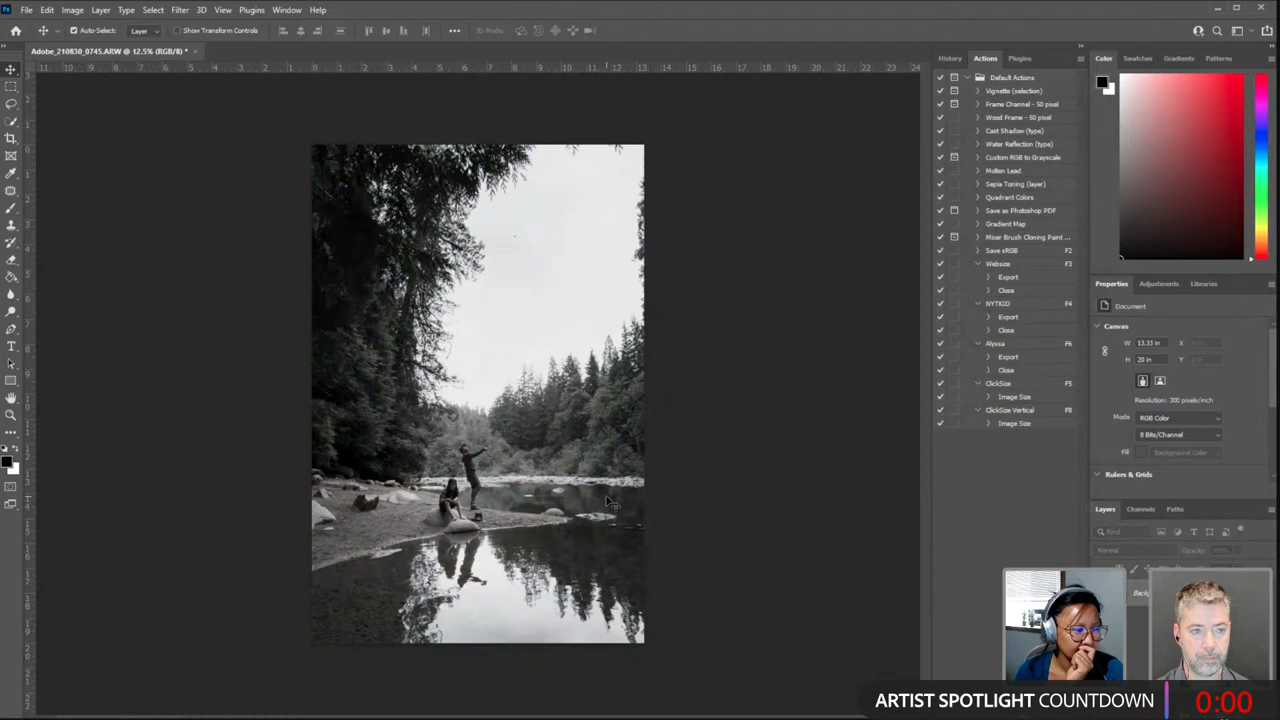 File Edit Image Layer Type Select Filter 3D View Plugins Window Help
Auto-Select: Layer Show Transform Controls 3D Mode:
Adobe_210830_0745.ARW @ 12.5% (RGB/8) *
History Actions Plugins
Default Actions
Vignette (selection)
Frame Channel - 50 pixel
Wood Frame - 50 pixel
Cast Shadow (type)
Water Reflection (type)
Custom RGB to Grayscale
Molten Lead
Sepia Toning (layer)
Quadrant Colors
Save as Photoshop PDF
Gradient Map
Mixer Brush Cloning Paint ...
Save sRGB F2
Websize F3
Export
Close
NYTKID F4
Export
Close
Alyssa F6
Export
Close
ClickSize F5
Image Size
ClickSize Vertical F8
Image Size
Color Swatches Gradients Patterns
Properties Adjustments Libraries
Document
Canvas
W 13.33 in X
H 20 in Y
Resolution: 300 pixels/inch
Mode RGB Color
8 Bits/Channel
Fill Background Color
Rulers & Grids
Layers Channels Paths
Kind
Normal Opacity:
ARTIST SPOTLIGHT COUNTDOWN 0:00